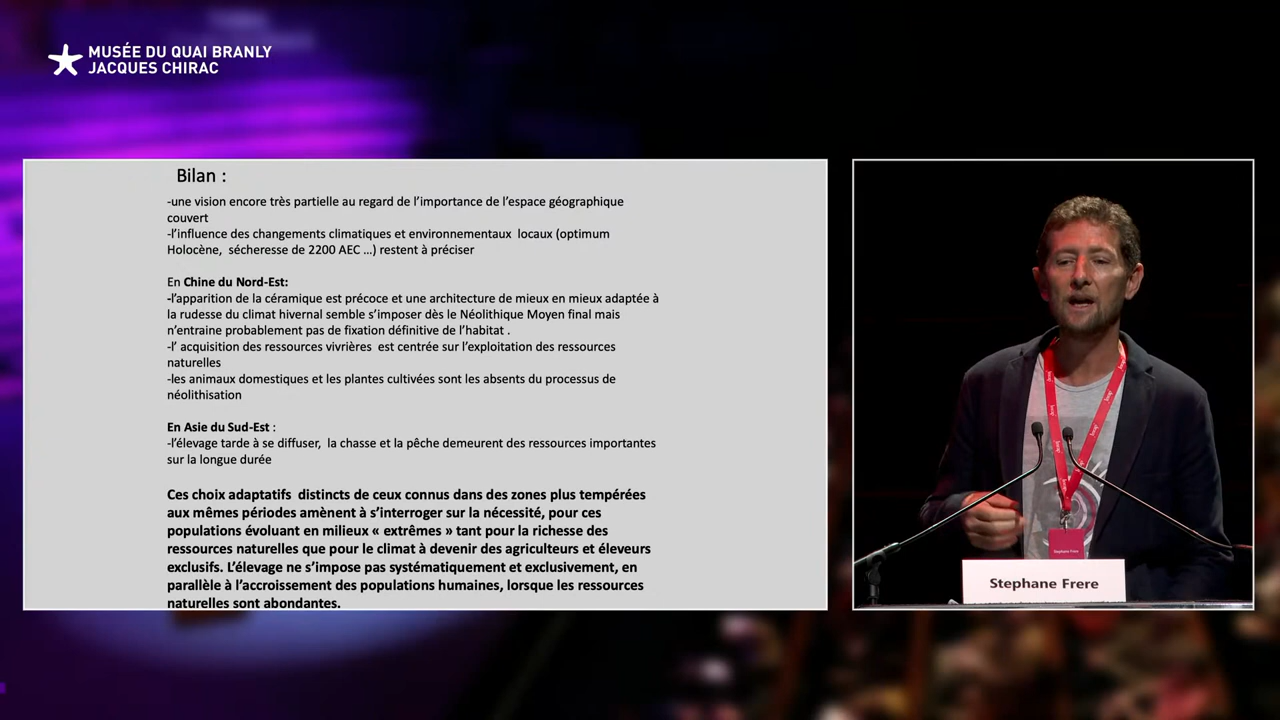 MUSÉE DU QUAI BRANLY
JACQUES CHIRAC
Bilan :
-une vision encore très partielle au regard de l’importance de l’espace géographique
couvert
-l’influence des changements climatiques et environnementaux locaux (optimum
Holocène, sécheresse de 2200 AEC …) restent à préciser
En Chine du Nord-Est:
-l’apparition de la céramique est précoce et une architecture de mieux en mieux adaptée à
la rudesse du climat hivernal semble s’imposer dès le Néolithique Moyen final mais
n’entraine probablement pas de fixation définitive de l’habitat .
-l’ acquisition des ressources vivrières est centrée sur l’exploitation des ressources
naturelles
-les animaux domestiques et les plantes cultivées sont les absents du processus de
néolithisation
En Asie du Sud-Est :
-l’élevage tarde à se diffuser, la chasse et la pêche demeurent des ressources importantes
sur la longue durée
Ces choix adaptatifs distincts de ceux connus dans des zones plus tempérées
aux mêmes périodes amènent à s’interroger sur la nécessité, pour ces
populations évoluant en milieux « extrêmes » tant pour la richesse des
ressources naturelles que pour le climat à devenir des agriculteurs et éleveurs
exclusifs. L’élevage ne s’impose pas systématiquement et exclusivement, en
parallèle à l’accroissement des populations humaines, lorsque les ressources
naturelles sont abondantes.
Stephane Frere
Stephane Frere